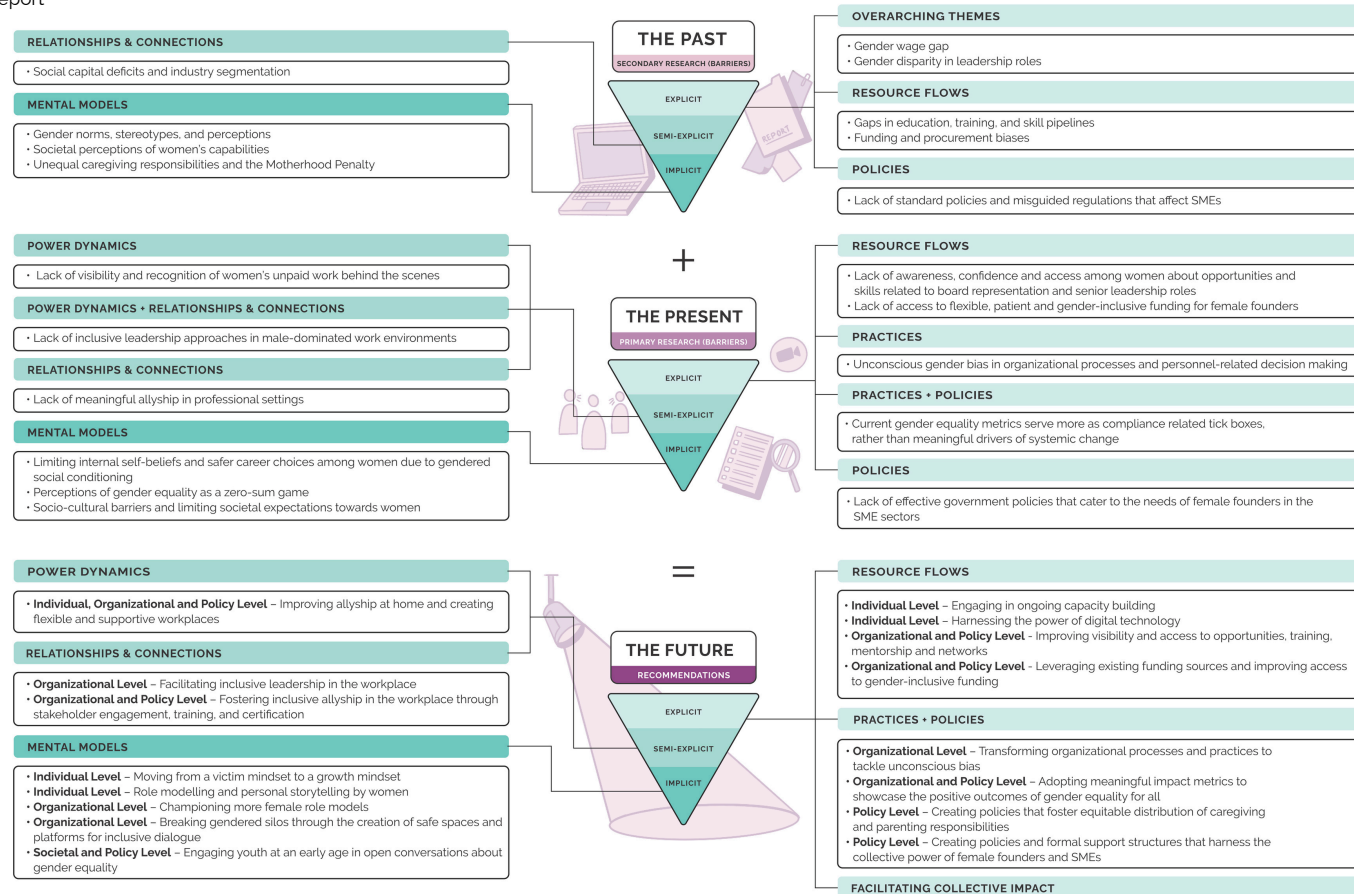 eport
RELATIONSHIPS & CONNECTIONS
• Social capital deficits and industry segmentation
MENTAL MODELS
• Gender norms, stereotypes, and perceptions
• Societal perceptions of women's capabilities
• Unequal caregiving responsibilities and the Motherhood Penalty
THE PAST
SECONDARY RESEARCH (BARRIERS)
EXPLICIT
SEMI-EXPLICIT
IMPLICIT
REPORT
OVERARCHING THEMES
• Gender wage gap
• Gender disparity in leadership roles
RESOURCE FLOWS
• Gaps in education, training, and skill pipelines
• Funding and procurement biases
POLICIES
• Lack of standard policies and misguided regulations that affect SMEs
+
POWER DYNAMICS
• Lack of visibility and recognition of women's unpaid work behind the scenes
POWER DYNAMICS + RELATIONSHIPS & CONNECTIONS
• Lack of inclusive leadership approaches in male-dominated work environments
RELATIONSHIPS & CONNECTIONS
• Lack of meaningful allyship in professional settings
MENTAL MODELS
• Limiting internal self-beliefs and safer career choices among women due to gendered
social conditioning
• Perceptions of gender equality as a zero-sum game
• Socio-cultural barriers and limiting societal expectations towards women
THE PRESENT
PRIMARY RESEARCH (BARRIERS)
EXPLICIT
SEMI-EXPLICIT
IMPLICIT
RESOURCE FLOWS
• Lack of awareness, confidence and access among women about opportunities and
skills related to board representation and senior leadership roles
• Lack of access to flexible, patient and gender-inclusive funding for female founders
PRACTICES
• Unconscious gender bias in organizational processes and personnel-related decision making
PRACTICES + POLICIES
• Current gender equality metrics serve more as compliance related tick boxes,
rather than meaningful drivers of systemic change
POLICIES
• Lack of effective government policies that cater to the needs of female founders in the
SME sectors
=
POWER DYNAMICS
• Individual, Organizational and Policy Level – Improving allyship at home and creating
flexible and supportive workplaces
RELATIONSHIPS & CONNECTIONS
• Organizational Level – Facilitating inclusive leadership in the workplace
• Organizational and Policy Level – Fostering inclusive allyship in the workplace through
stakeholder engagement, training, and certification
MENTAL MODELS
• Individual Level – Moving from a victim mindset to a growth mindset
• Individual Level – Role modelling and personal storytelling by women
• Organizational Level – Championing more female role models
• Organizational Level – Breaking gendered silos through the creation of safe spaces and
platforms for inclusive dialogue
• Societal and Policy Level – Engaging youth at an early age in open conversations about
gender equality
THE FUTURE
RECOMMENDATIONS
EXPLICIT
SEMI-EXPLICIT
IMPLICIT
RESOURCE FLOWS
• Individual Level – Engaging in ongoing capacity building
• Individual Level – Harnessing the power of digital technology
• Organizational and Policy Level - Improving visibility and access to opportunities, training,
mentorship and networks
• Organizational and Policy Level - Leveraging existing funding sources and improving access
to gender-inclusive funding
PRACTICES + POLICIES
• Organizational Level – Transforming organizational processes and practices to
tackle unconscious bias
• Organizational and Policy Level – Adopting meaningful impact metrics to
showcase the positive outcomes of gender equality for all
• Policy Level – Creating policies that foster equitable distribution of caregiving
and parenting responsibilities
• Policy Level – Creating policies and formal support structures that harness the
collective power of female founders and SMEs
FACILITATING COLLECTIVE IMPACT